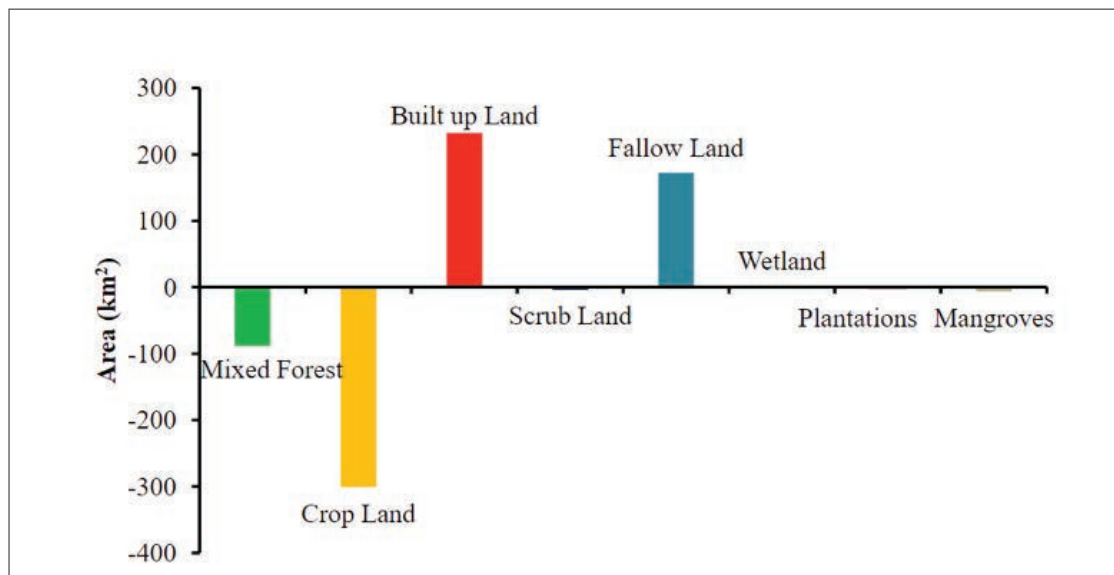 300
Built up Land
200
Fallow Land
100
Wetland
0
Scrub Land
Plantations
Mangroves
-100
Mixed Forest
-200
-300
Crop Land
-400
Area (km²)